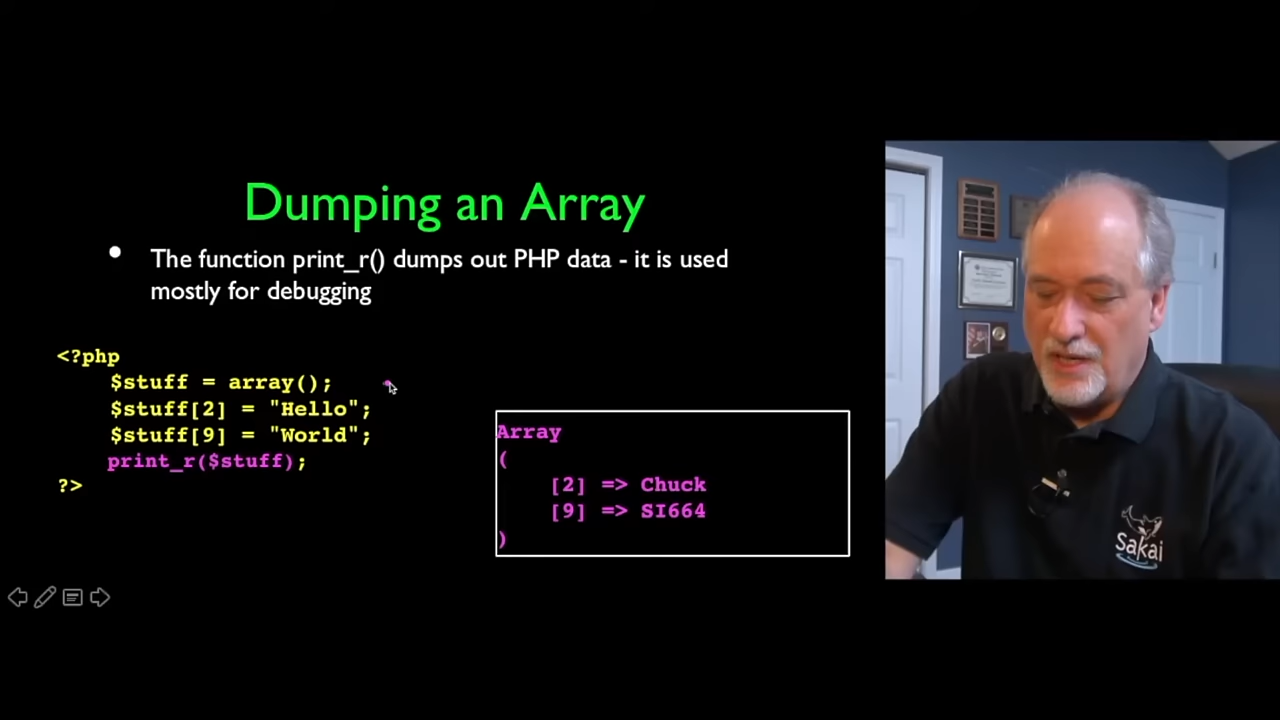 Dumping an Array
• The function print_r() dumps out PHP data - it is used
mostly for debugging
<?php
$stuff = array();
$stuff[2] = "Hello";
$stuff[9] = "World";
print_r($stuff);
?>
Array
(
[2] => Chuck
[9] => SI664
)
Sakai